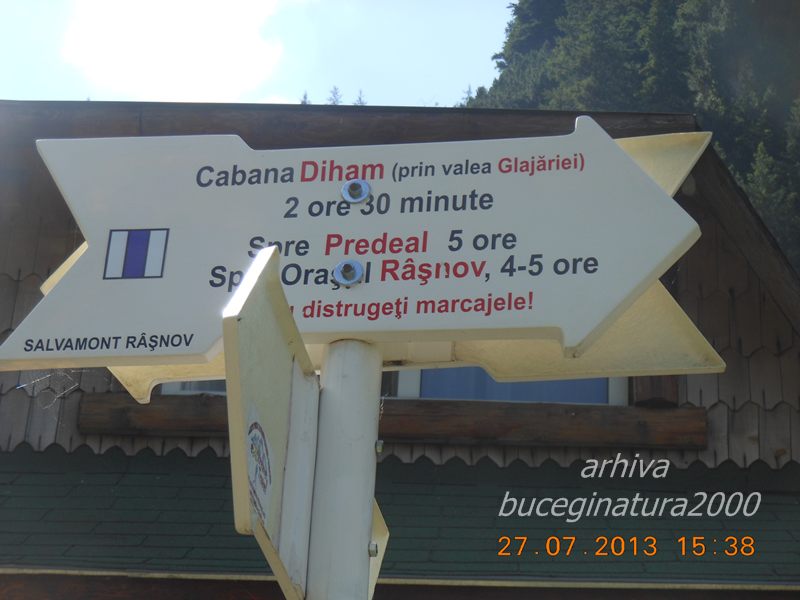 Cabana Diham (prin valea Glajăriei)
2 ore 30 minute
Spre Predeal 5 ore
Orașul Râşnov, 4-5 ore
distrugeţi marcajele!
SALVAMONT RÂŞNOV
arhiva
buceginatura2000
27.07.2013 15:38